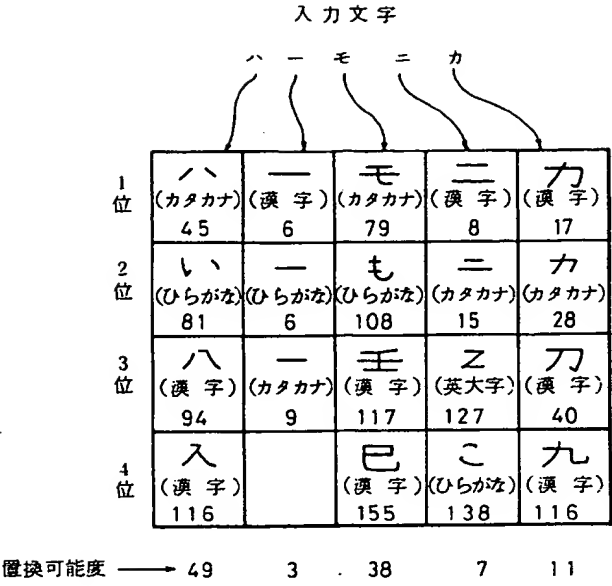 入力文字
ハ ー モ ニ カ
1位
ハ 一 モ 二 力
(カタカナ) (漢字) (カタカナ) (漢字) (漢字)
45 6 79 8 17
2位
い ー も ニ カ
(ひらがな) (ひらがな) (ひらがな) (カタカナ) (カタカナ)
81 6 108 15 28
3位
八 ー 壬 Z 刀
(漢字) (カタカナ) (漢字) (英大字) (漢字)
94 9 117 127 40
4位
入 巳 こ 九
(漢字) (漢字) (ひらがな) (漢字)
116 155 138 116
置換可能度 → 49 3 38 7 11